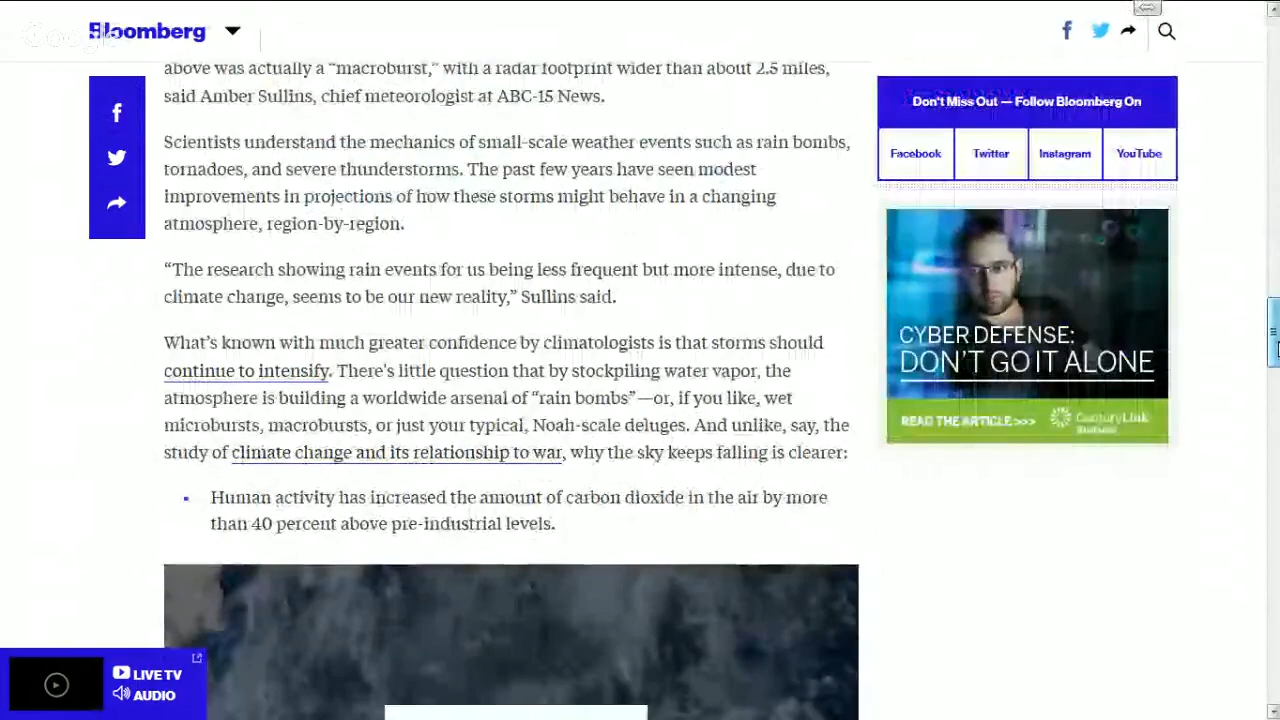 Google
Bloomberg
above was actually a “macroburst,” with a radar footprint wider than about 2.5 miles,
said Amber Sullins, chief meteorologist at ABC-15 News.
Scientists understand the mechanics of small-scale weather events such as rain bombs,
tornadoes, and severe thunderstorms. The past few years have seen modest
improvements in projections of how these storms might behave in a changing
atmosphere, region-by-region.
“The research showing rain events for us being less frequent but more intense, due to
climate change, seems to be our new reality,” Sullins said.
What’s known with much greater confidence by climatologists is that storms should
continue to intensify. There's little question that by stockpiling water vapor, the
atmosphere is building a worldwide arsenal of “rain bombs”—or, if you like, wet
microbursts, macrobursts, or just your typical, Noah-scale deluges. And unlike, say, the
study of climate change and its relationship to war, why the sky keeps falling is clearer:
Human activity has increased the amount of carbon dioxide in the air by more
than 40 percent above pre-industrial levels.
Don't Miss Out — Follow Bloomberg On
Facebook Twitter Instagram YouTube
CYBER DEFENSE:
DON'T GO IT ALONE
READ THE ARTICLE >>> CenturyLink
Business
LIVE TV
AUDIO